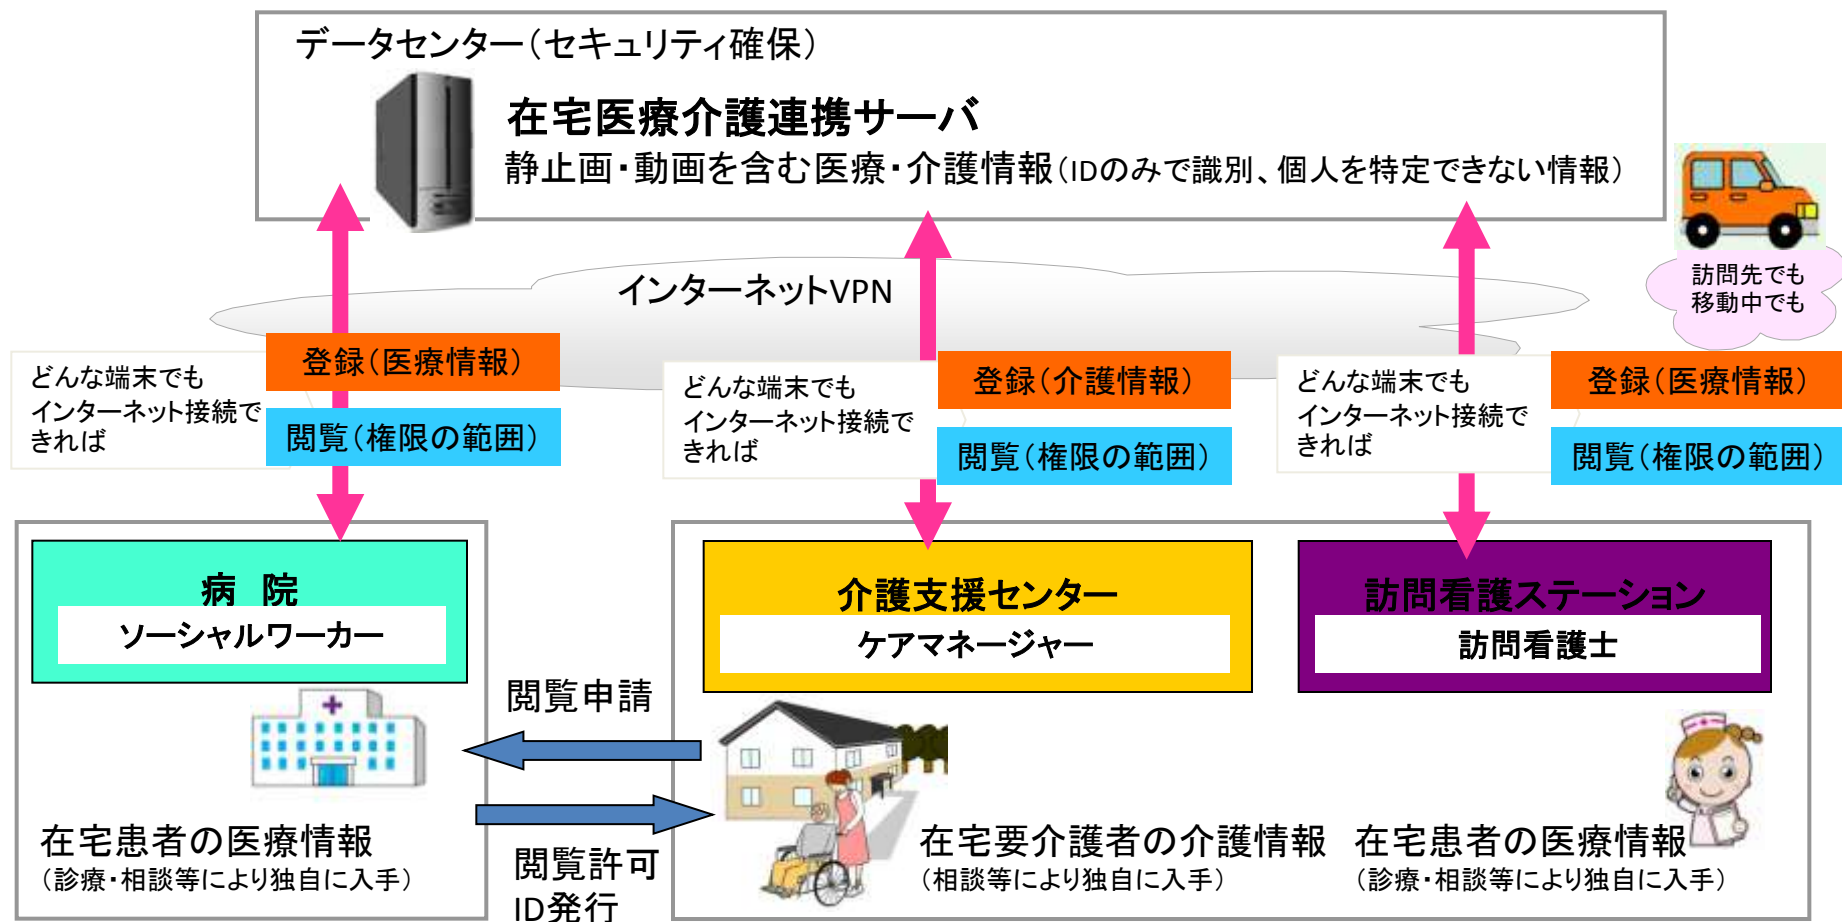 データセンター（セキュリティ確保）
在宅医療介護連携サーバ
静止画・動画を含む医療・介護情報（IDのみで識別、個人を特定できない情報）
訪問先でも
移動中でも
インターネットVPN
どんな端末でも
インターネット接続で
きれば
登録（医療情報）
閲覧（権限の範囲）
どんな端末でも
インターネット接続で
きれば
登録（介護情報）
閲覧（権限の範囲）
どんな端末でも
インターネット接続で
きれば
登録（医療情報）
閲覧（権限の範囲）
病　院
ソーシャルワーカー
介護支援センター
ケアマネージャー
訪問看護ステーション
訪問看護士
閲覧申請
閲覧許可
ID発行
在宅患者の医療情報
（診療・相談等により独自に入手）
在宅要介護者の介護情報
（相談等により独自に入手）
在宅患者の医療情報
（診療・相談等により独自に入手）